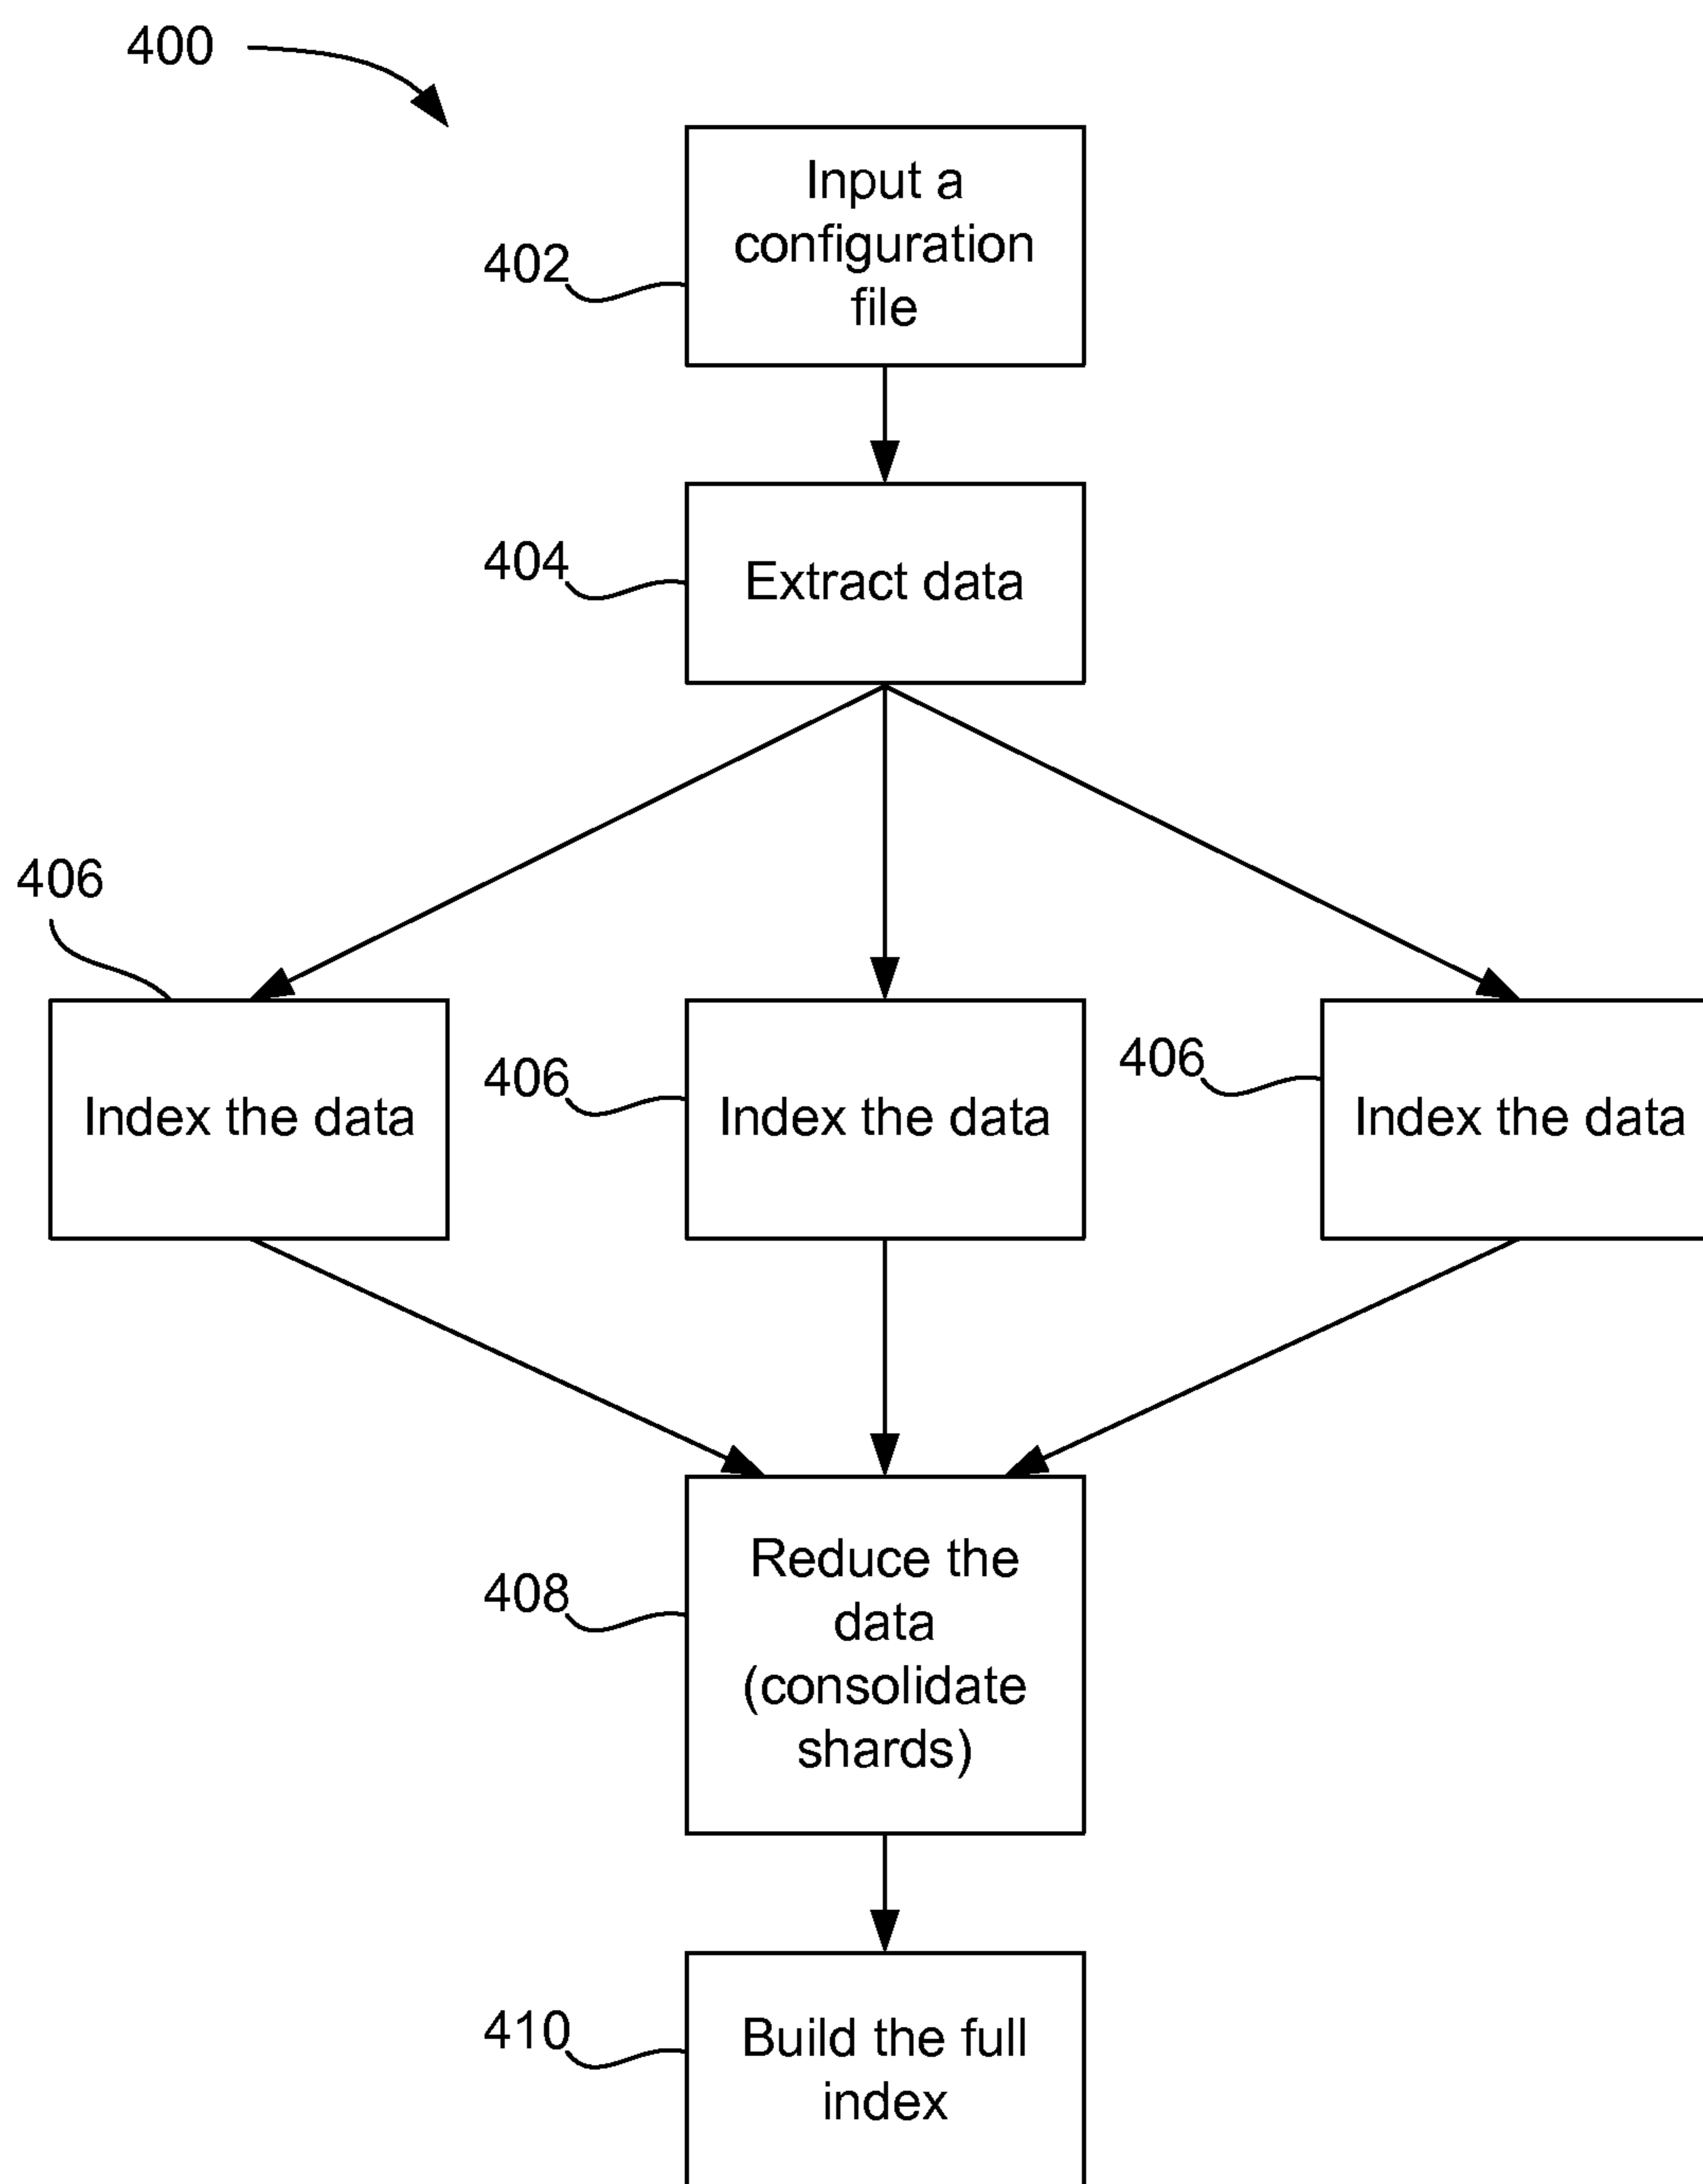 400
Input a
configuration
file
402
404
Extract data
406
Index the data
406
Index the data
406
Index the data
Reduce the
data
(consolidate
shards)
408
410
Build the full
index